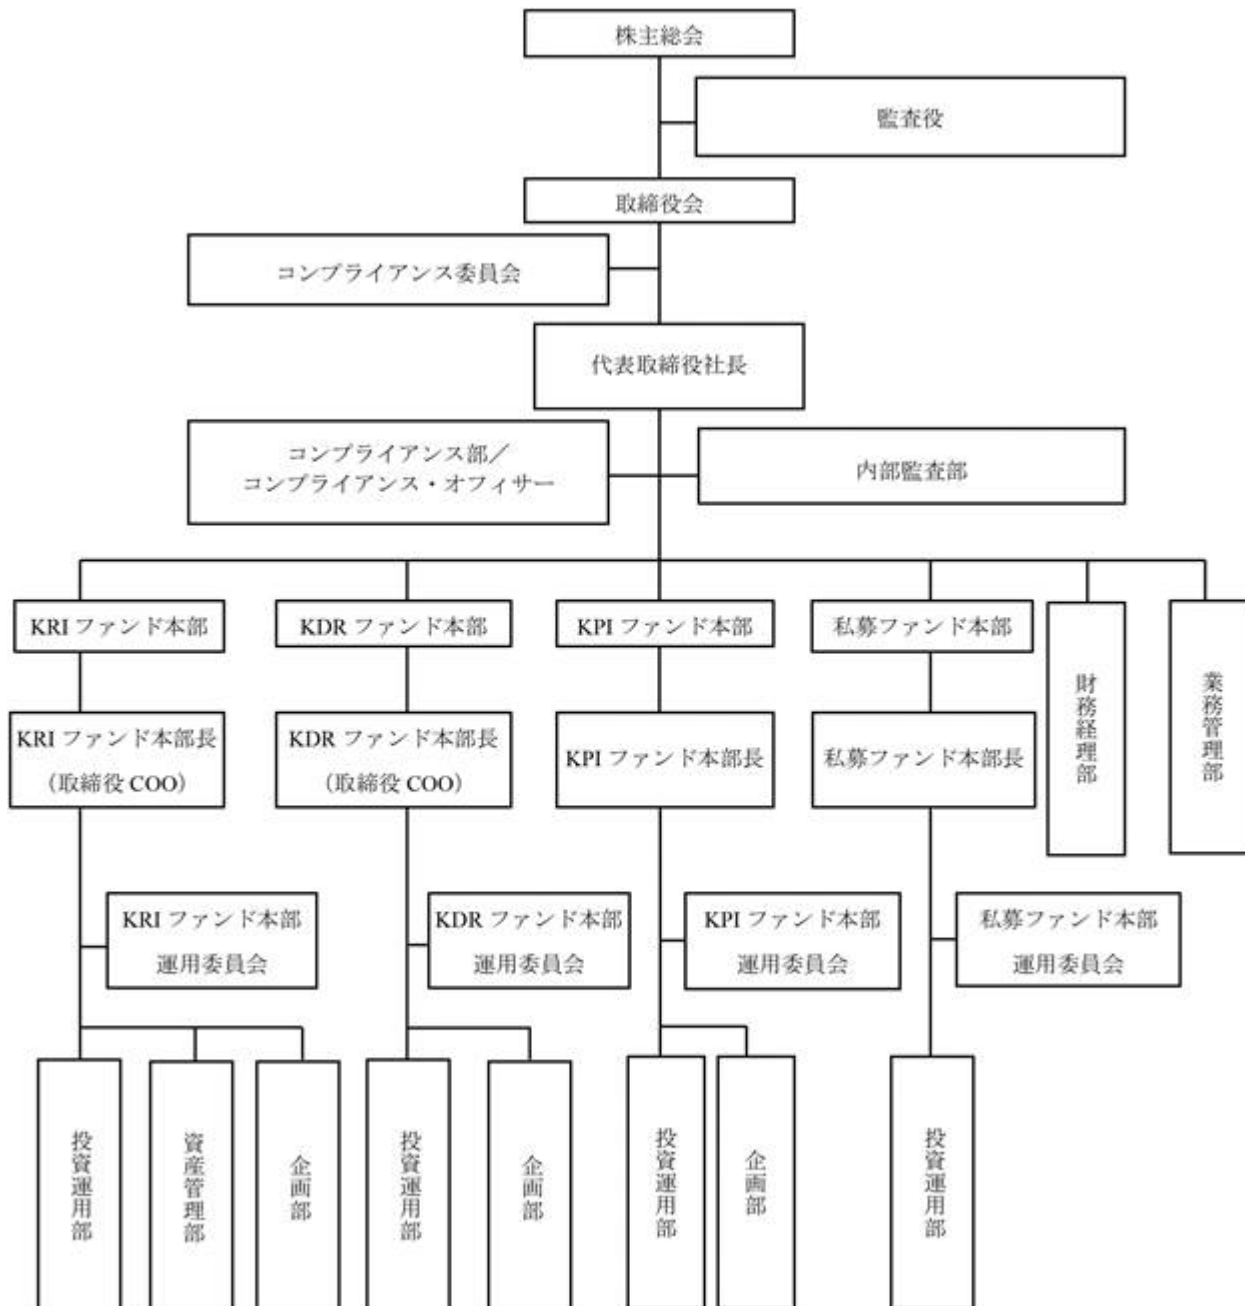 株主総会
監査役
取締役会
コンプライアンス委員会
代表取締役社長
コンプライアンス部／
コンプライアンス・オフィサー
内部監査部
KRI ファンド本部
KDR ファンド本部
KPI ファンド本部
私募ファンド本部
財務経理部
業務管理部
KRI ファンド本部長
（取締役 COO）
KDR ファンド本部長
（取締役 COO）
KPI ファンド本部長
私募ファンド本部長
KRI ファンド本部
運用委員会
KDR ファンド本部
運用委員会
KPI ファンド本部
運用委員会
私募ファンド本部
運用委員会
投資運用部
資産管理部
企画部
投資運用部
企画部
投資運用部
企画部
投資運用部